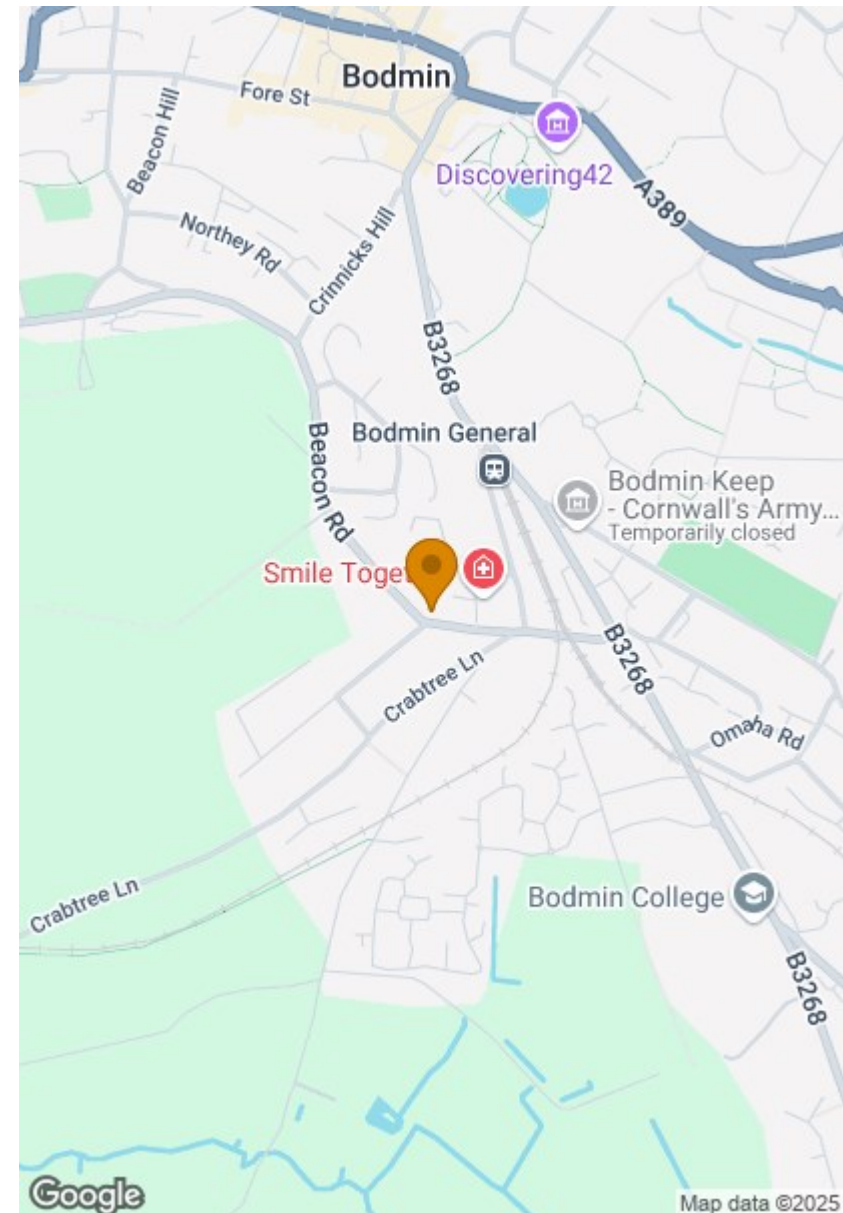 Bodmin
Fore St
Beacon Hill
Discovering42
A389
Northey Rd
Crinnicks Hill
B3268
Bodmin General
Beacon Rd
Bodmin Keep
- Cornwall's Army...
Temporarily closed
Smile Toget
Crabtree Ln
B3268
Omaha Rd
Bodmin College
Crabtree Ln
B3268
Google
Map data ©2025